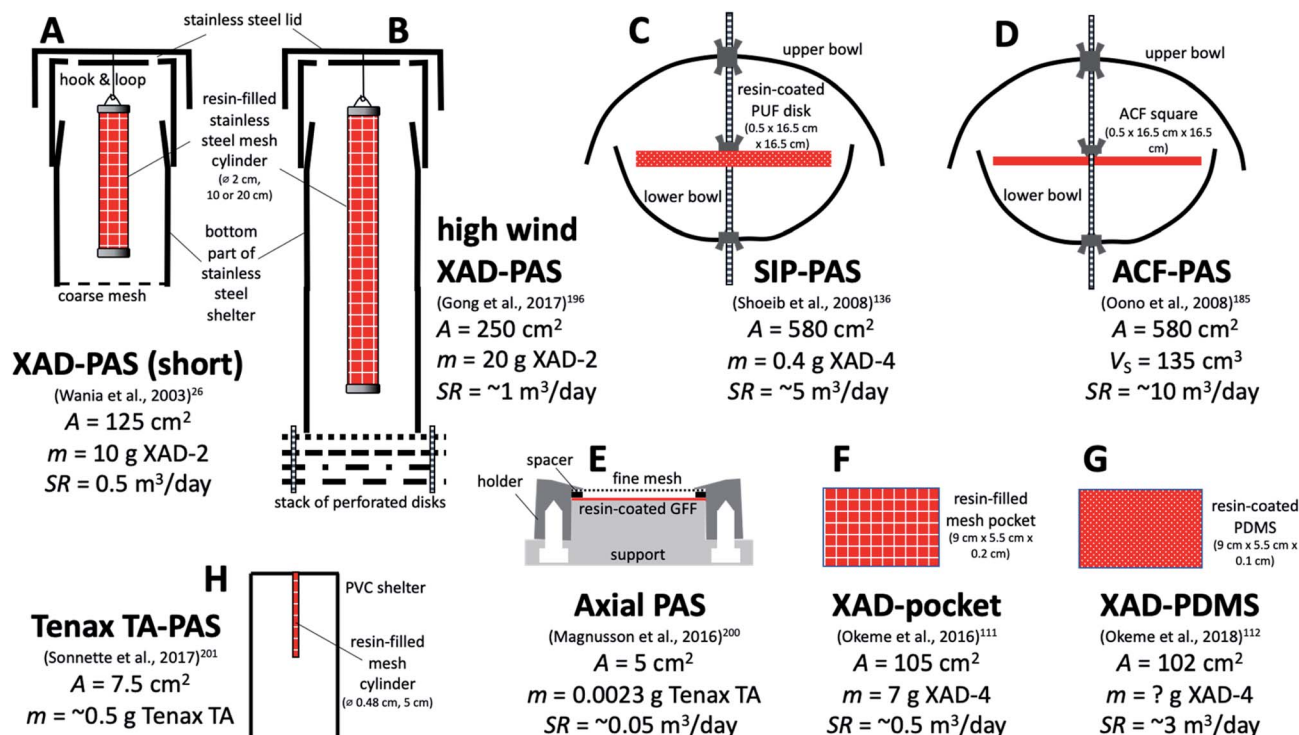 A
stainless steel lid
B
hook & loop
resin-filled
stainless
steel mesh
cylinder
(ø 2 cm,
10 or 20 cm)
bottom
part of
stainless
steel
shelter
coarse mesh
XAD-PAS (short)
(Wania et al., 2003)26
A = 125 cm2
m = 10 g XAD-2
SR = 0.5 m3/day
high wind
XAD-PAS
(Gong et al., 2017)196
A = 250 cm2
m = 20 g XAD-2
SR = ~1 m3/day
stack of perforated disks
C
upper bowl
resin-coated
PUF disk
(0.5 x 16.5 cm
x 16.5 cm)
lower bowl
SIP-PAS
(Shoeib et al., 2008)136
A = 580 cm2
m = 0.4 g XAD-4
SR = ~5 m3/day
D
upper bowl
ACF square
(0.5 x 16.5 cm x 16.5
cm)
lower bowl
ACF-PAS
(Oono et al., 2008)185
A = 580 cm2
VS = 135 cm3
SR = ~10 m3/day
E
spacer
holder
fine mesh
resin-coated GFF
support
Axial PAS
(Magnusson et al., 2016)200
A = 5 cm2
m = 0.0023 g Tenax TA
SR = ~0.05 m3/day
F
resin-filled
mesh pocket
(9 cm x 5.5 cm x
0.2 cm)
XAD-pocket
(Okeme et al., 2016)111
A = 105 cm2
m = 7 g XAD-4
SR = ~0.5 m3/day
G
resin-coated
PDMS
(9 cm x 5.5 cm x
0.1 cm)
XAD-PDMS
(Okeme et al., 2018)112
A = 102 cm2
m = ? g XAD-4
SR = ~3 m3/day
H
PVC shelter
resin-filled
mesh
cylinder
(ø 0.48 cm, 5 cm)
Tenax TA-PAS
(Sonnette et al., 2017)201
A = 7.5 cm2
m = ~0.5 g Tenax TA